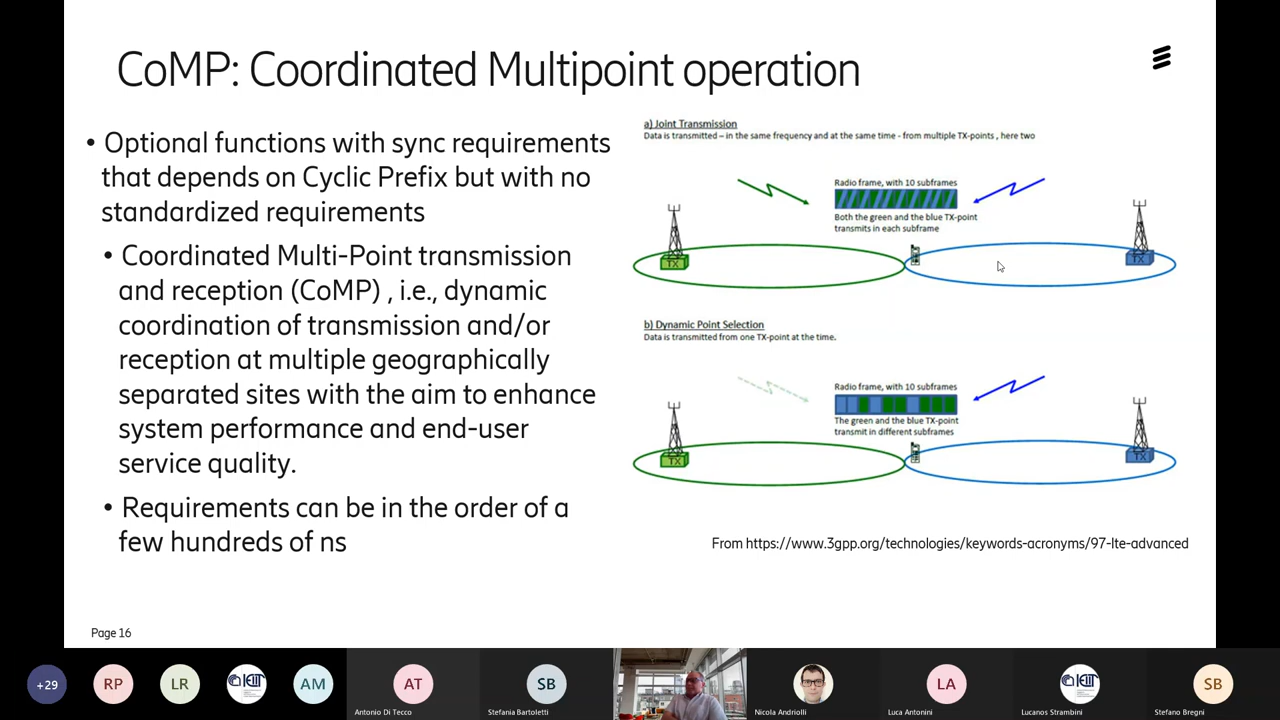 CoMP: Coordinated Multipoint operation
• Optional functions with sync requirements
that depends on Cyclic Prefix but with no
standardized requirements
• Coordinated Multi-Point transmission
and reception (CoMP) , i.e., dynamic
coordination of transmission and/or
reception at multiple geographically
separated sites with the aim to enhance
system performance and end-user
service quality.
• Requirements can be in the order of a
few hundreds of ns
a) Joint Transmission
Data is transmitted – in the same frequency and at the same time - from multiple TX-points , here two
Radio frame, with 10 subframes
Both the green and the blue TX-point
transmits in each subframe
TX
TX
b) Dynamic Point Selection
Data is transmitted from one TX-point at the time.
Radio frame, with 10 subframes
The green and the blue TX-point
transmit in different subframes
TX
TX
From https://www.3gpp.org/technologies/keywords-acronyms/97-lte-advanced
Page 16
+29
RP
LR
AM
AT
Antonio Di Tecco
SB
Stefania Bartoletti
Nicola Andriolli
LA
Luca Antonini
Lucanos Strambini
SB
Stefano Bregni